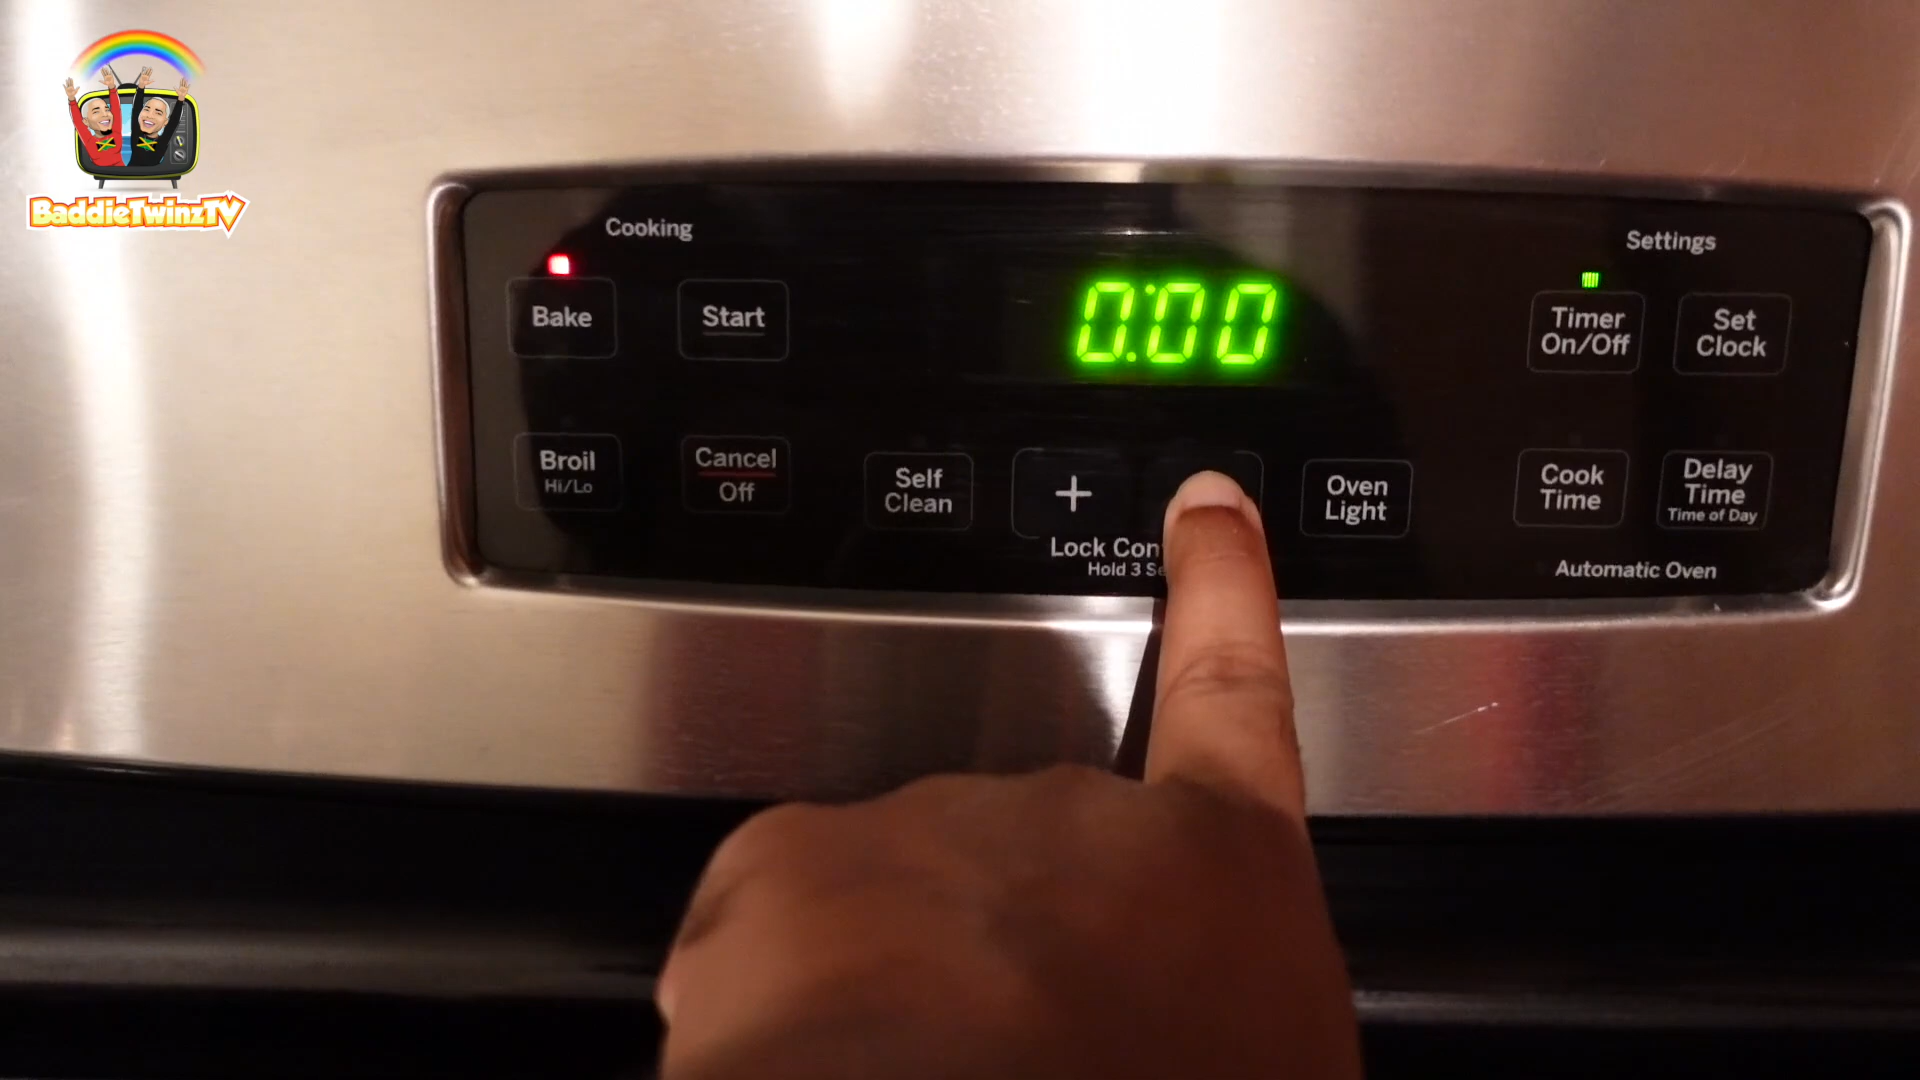 BaddieTwinzTV
Cooking
Settings
Bake
Start
0:00
Timer
On/Off
Set
Clock
Broil
Hi/Lo
Cancel
Off
Self
Clean
+
Oven
Light
Cook
Time
Delay
Time
Time of Day
Lock Con
Hold 3 Se
Automatic Oven